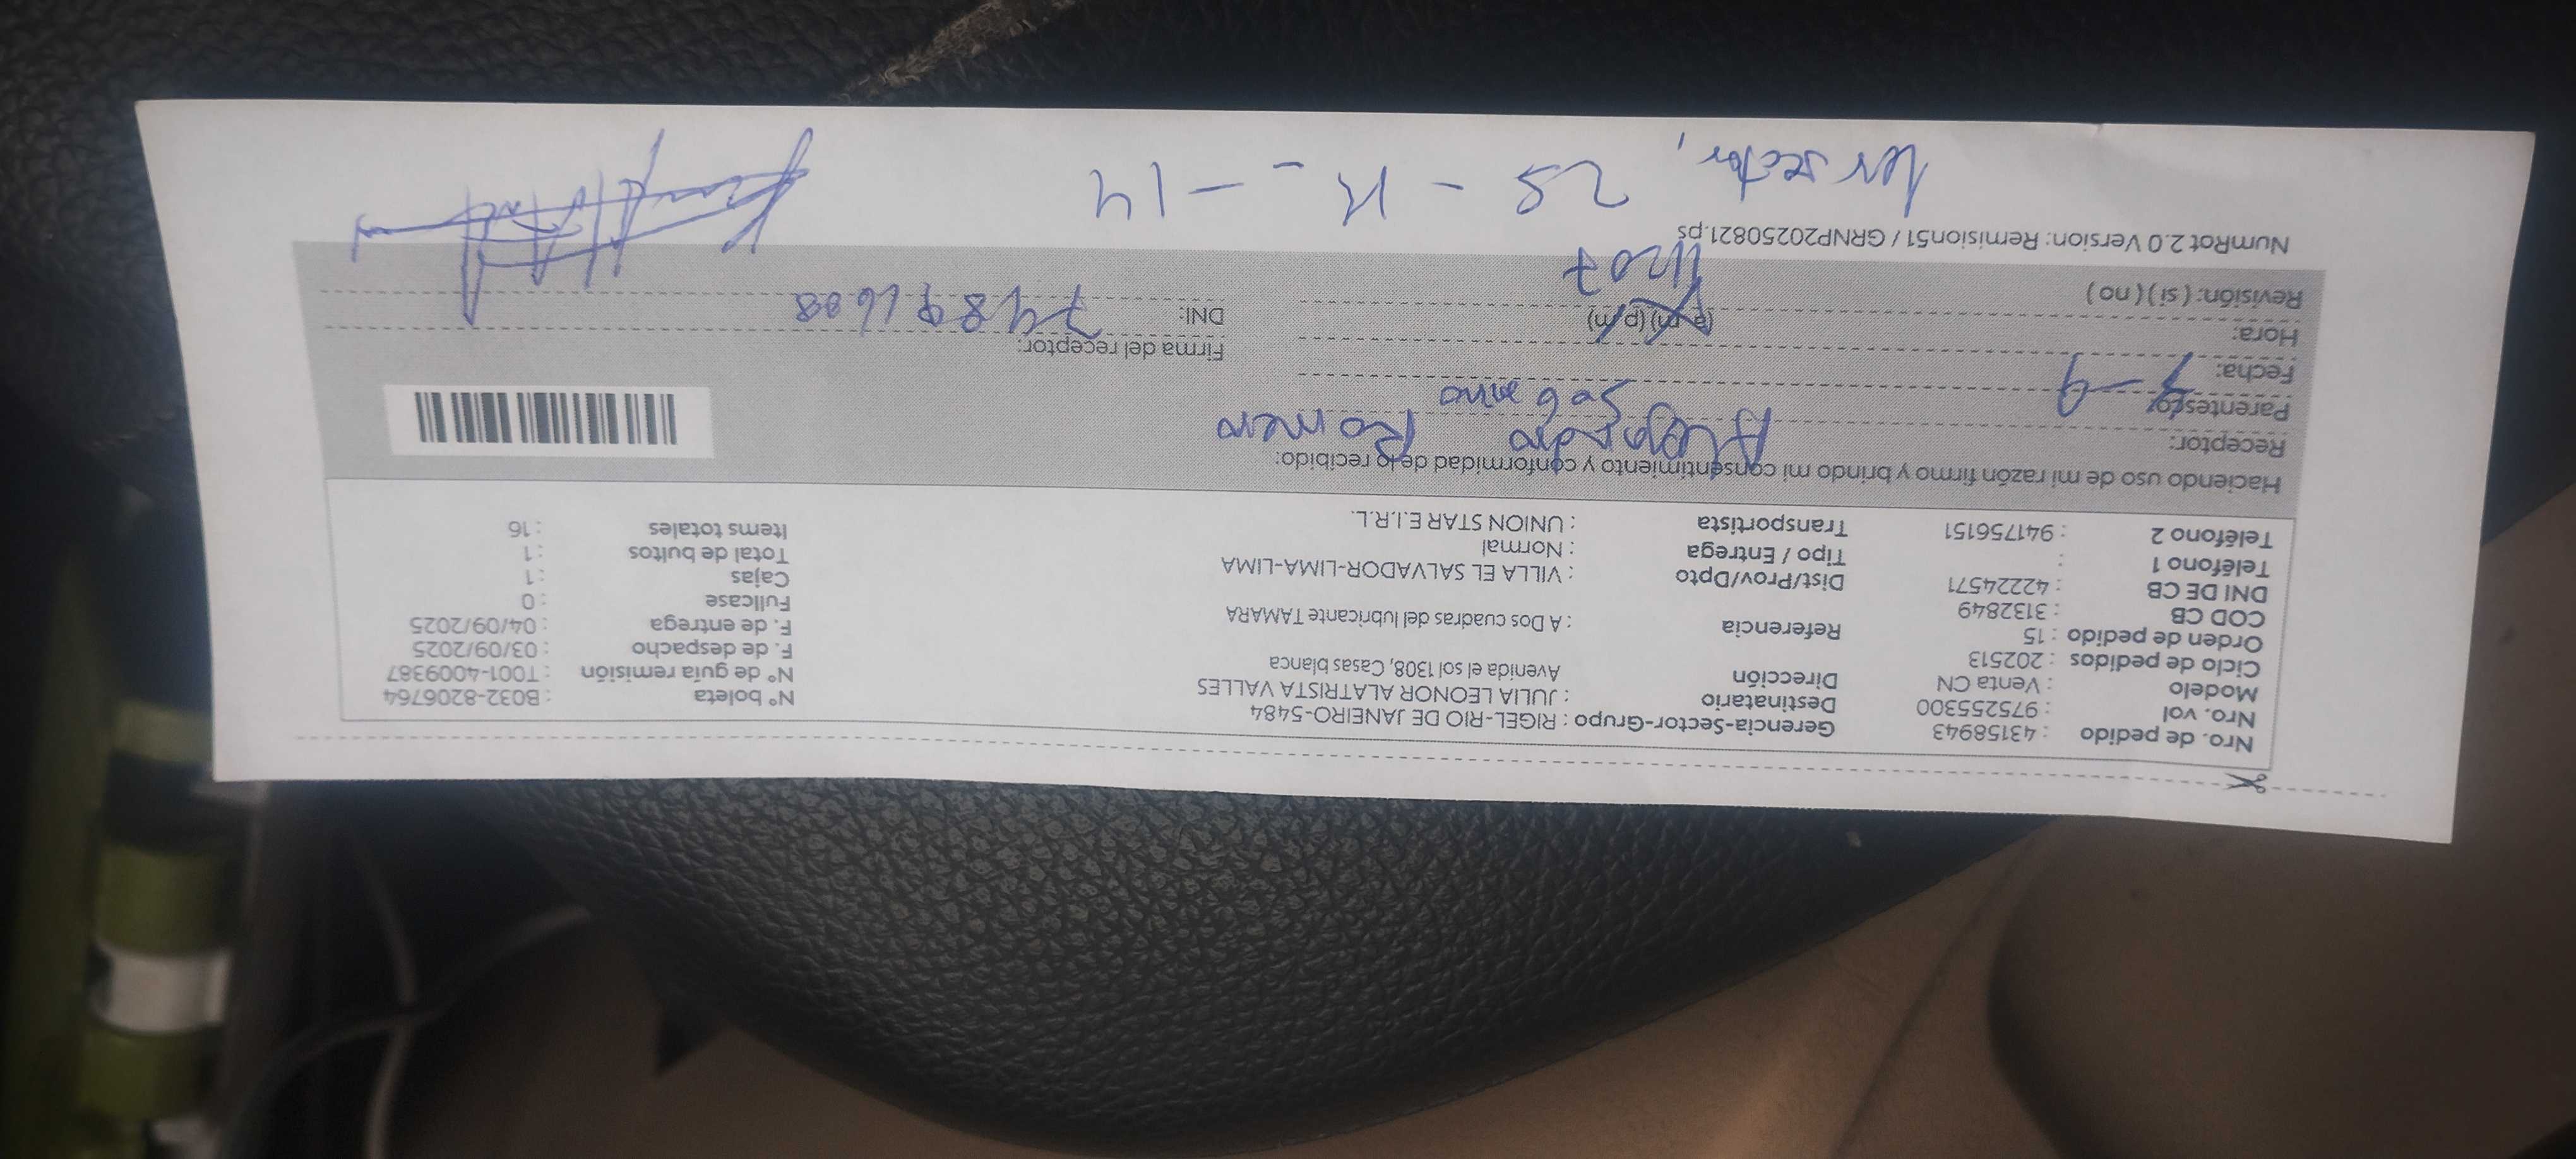 Nro. de pedido : 43158943
Nro. vol : 975255300
Modelo : Venta CN
Ciclo de pedidos : 202513
Orden de pedido : 15
COD CB : 3132849
DNI DE CB : 42224571
Teléfono 1 :
Teléfono 2 : 941756151
Gerencia-Sector-Grupo : RIGEL-RIO DE JANEIRO-5484
Destinatario : JULIA LEONOR ALATRISTA VALLES
Dirección Avenida el sol 1308, Casas blanca
Referencia : A Dos cuadras del lubricante TAMARA
Dist/Prov/Dpto : VILLA EL SALVADOR-LIMA-LIMA
Tipo / Entrega : Normal
Transportista : UNION STAR E.I.R.L.
N° boleta : B032-8206764
N° de guía remisión : T001-4009387
F. de despacho : 03/09/2025
F. de entrega : 04/09/2025
Fullcase : 0
Cajas : 1
Total de bultos : 1
Items totales : 16
Haciendo uso de mi razón firmo y brindo mi consentimiento y conformidad de lo recibido:
Receptor: Alejandro Romero
Parentesco: Sobrino
Fecha:
Hora: (a.m) (p.m)
Revisión: ( si ) ( no ) 11207
Firma del receptor:
DNI:
NumRot 2.0 Version: Remision51 / GRNP20250821.ps
1er sector,